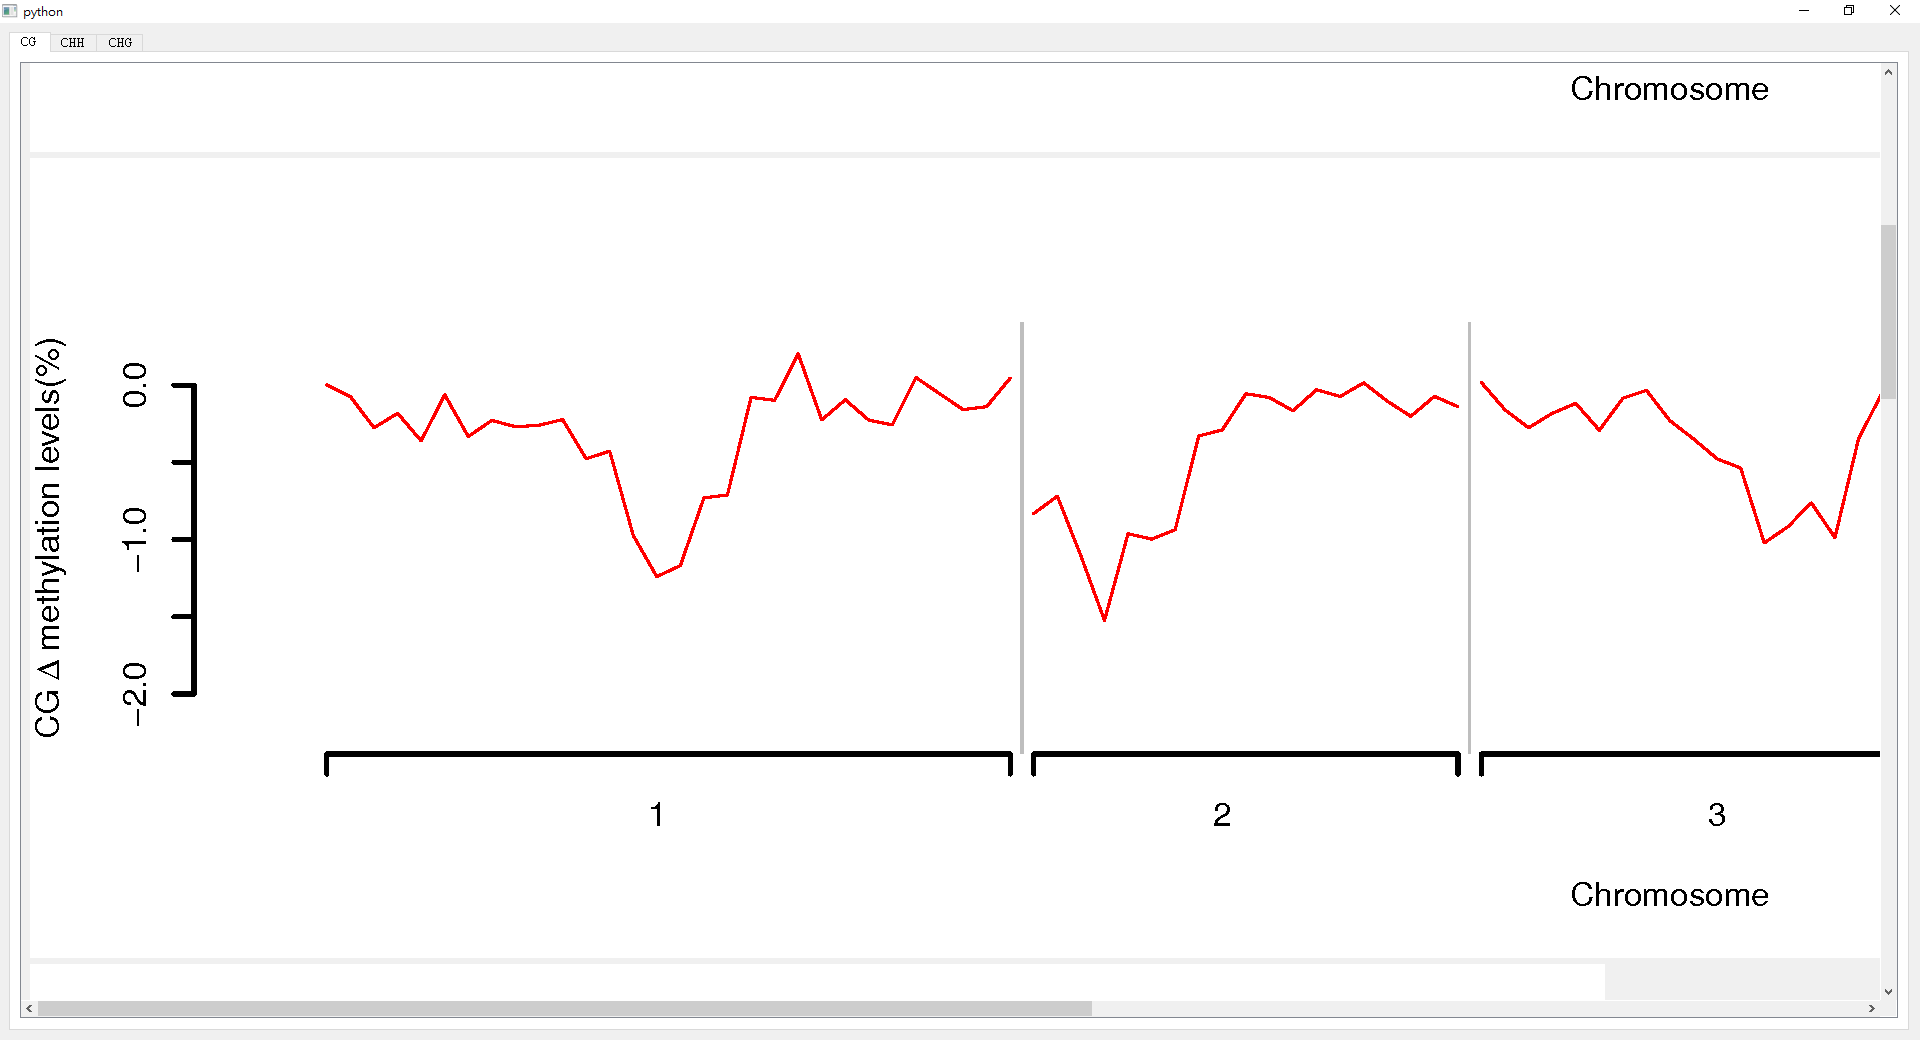 python
CG CHH CHG
Chromosome
CG Δ methylation levels(%)
0.0
−1.0
−2.0
1 2 3
Chromosome